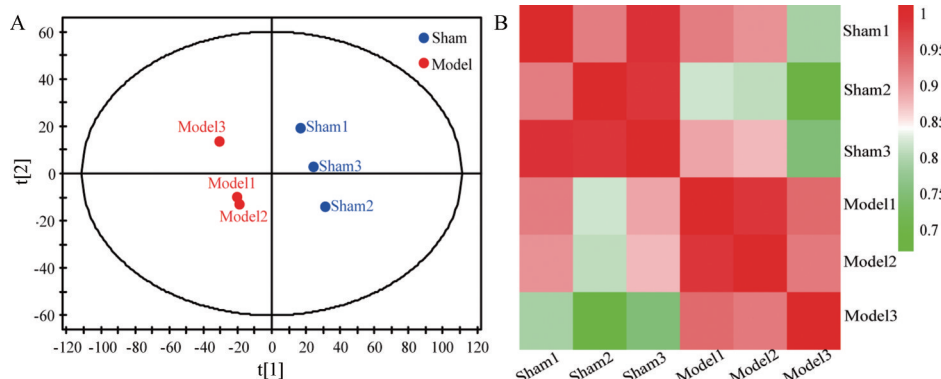 A
Sham
Model
60
40
20
0
-20
-40
-60
t[2]
Model3
Sham1
Sham3
Model1
Model2
Sham2
-120 -100 -80 -60 -40 -20 0 20 40 60 80 100 120
t[1]
B
Sham1
Sham2
Sham3
Model1
Model2
Model3
Sham1 Sham2 Sham3 Model1 Model2 Model3
1
0.95
0.9
0.85
0.8
0.75
0.7